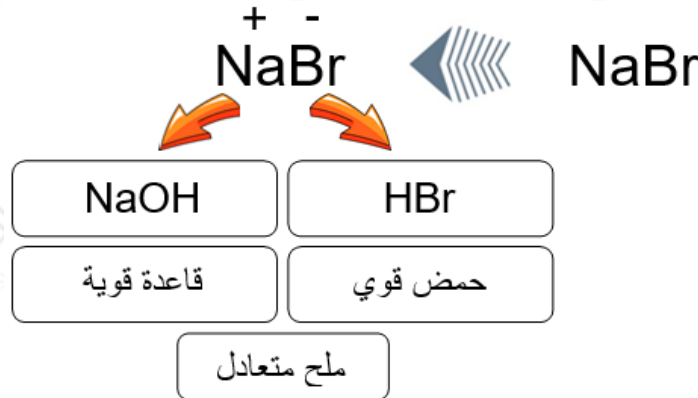 + -
NaBr NaBr
NaOH HBr
قاعدة قوية حمض قوي
ملح متعادل